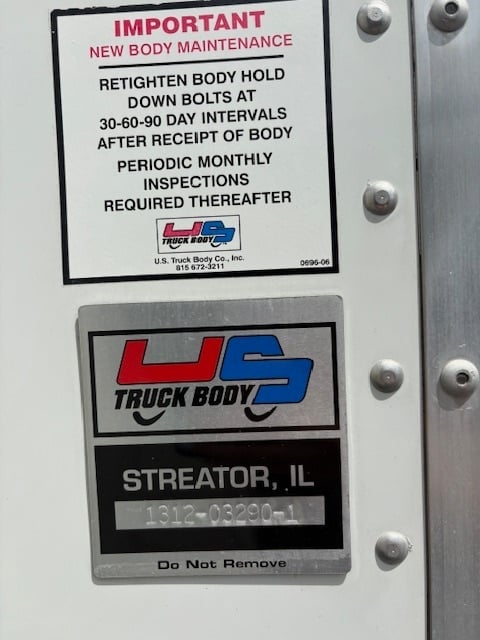 IMPORTANT
NEW BODY MAINTENANCE
RETIGHTEN BODY HOLD
DOWN BOLTS AT
30-60-90 DAY INTERVALS
AFTER RECEIPT OF BODY
PERIODIC MONTHLY
INSPECTIONS
REQUIRED THEREAFTER
US
TRUCK BODY
U.S. Truck Body Co., Inc.
815 672-3211
0696-06
US
TRUCK BODY
STREATOR, IL
1312-03290-1
Do Not Remove